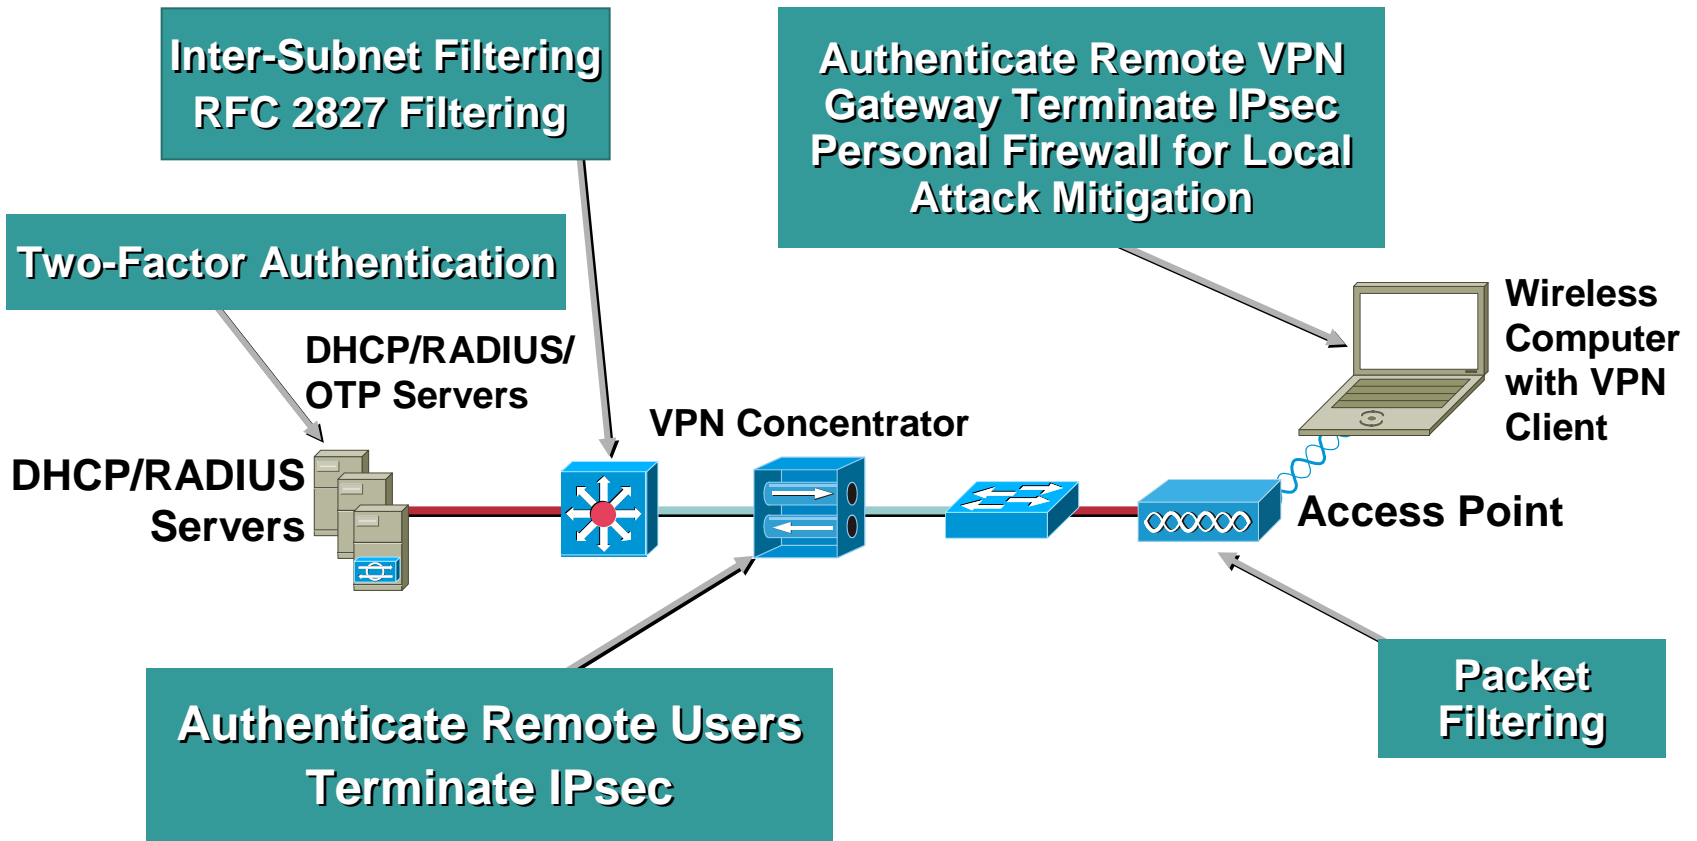 Inter-Subnet Filtering
RFC 2827 Filtering
Authenticate Remote VPN
Gateway Terminate IPsec
Personal Firewall for Local
Attack Mitigation
Two-Factor Authentication
DHCP/RADIUS/
OTP Servers
Wireless
Computer
with VPN
Client
VPN Concentrator
DHCP/RADIUS
Servers
Access Point
Authenticate Remote Users
Terminate IPsec
Packet
Filtering